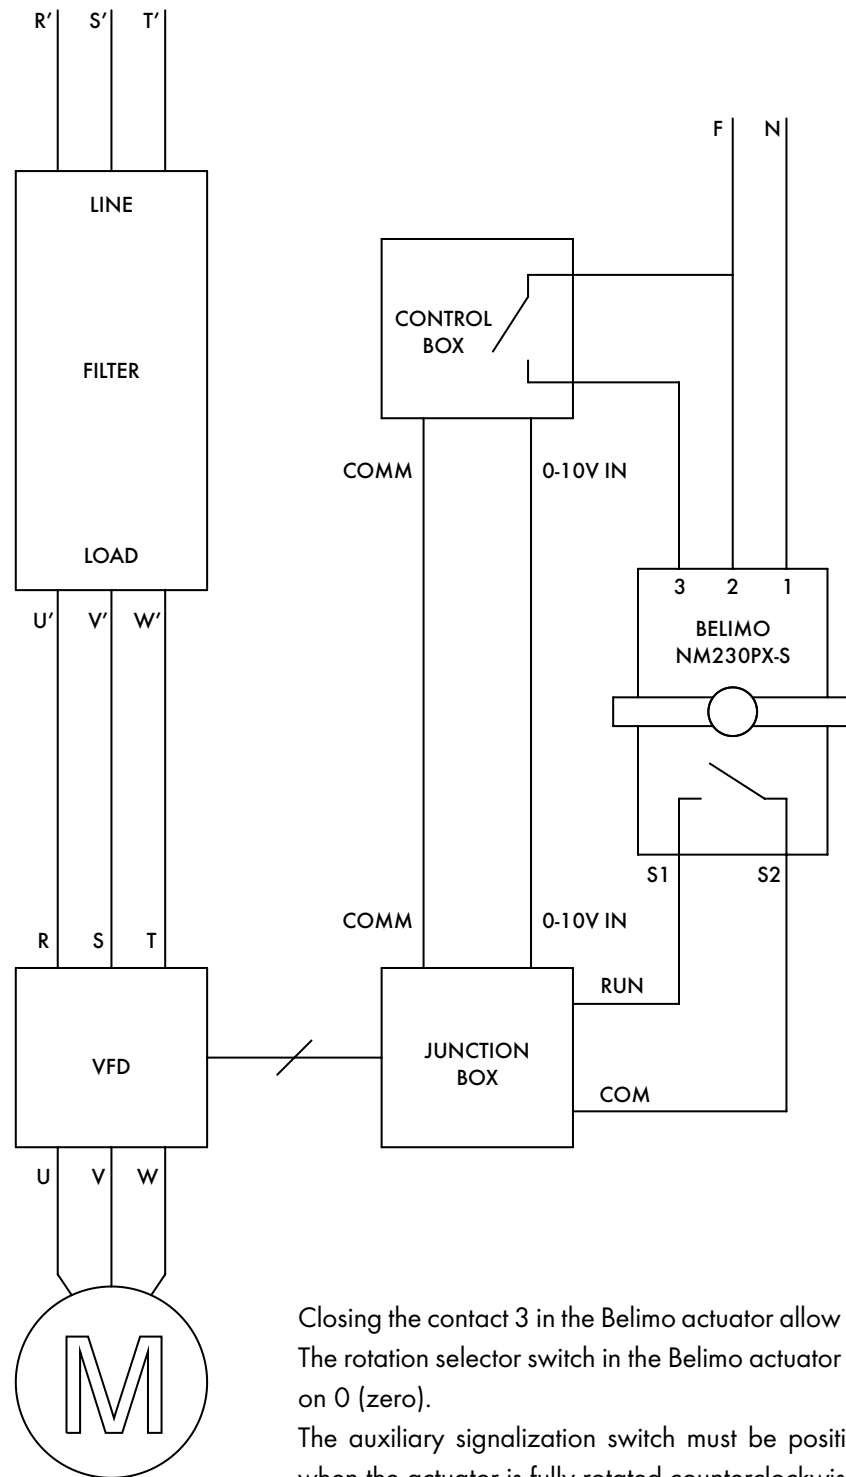 R′ S′ T′
F N
LINE
CONTROL
BOX
FILTER
COMM 0-10V IN
LOAD
3 2 1
U′ V′ W′
BELIMO
NM230PX-S
S1 S2
COMM 0-10V IN
R S T
RUN
VFD
JUNCTION
BOX
COM
U V W
M
Closing the contact 3 in the Belimo actuator allow
The rotation selector switch in the Belimo actuator
on 0 (zero).
The auxiliary signalization switch must be positi
when the actuator is fully rotated counterclockwis